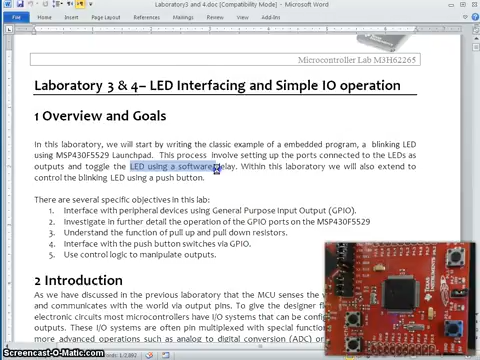 Laboratory3 and 4.doc [Compatibility Mode] - Microsoft Word
File Home Insert Page Layout References Mailings Review View Add-Ins
Microcontroller Lab M3H62265
Laboratory 3 & 4– LED Interfacing and Simple IO operation
1 Overview and Goals
In this laboratory, we will start by writing the classic example of a embedded program, a blinking LED
using MSP430F5529 Launchpad. This process involve setting up the ports connected to the LEDs as
outputs and toggle the LED using a software delay. Within this laboratory we will also extend to
control the blinking LED using a push button.
There are several specific objectives in this lab:
1. Interface with peripheral devices using General Purpose Input Output (GPIO).
2. Investigate in further detail the operation of the GPIO ports on the MSP430F5529
3. Understand the function of pull up and pull down resistors.
4. Interface with the push button switches via GPIO.
5. Use control logic to manipulate outputs.
2 Introduction
As we have discussed in the previous laboratory that the MCU senses the
and communicates with the world via output pins. To give the designer
electronic circuits most microcontrollers have I/O systems that can be
outputs. These I/O systems are often pin multiplexed with special
more advanced operations such as analog to digital conversion (ADC) or
Screencast-O-Matic.com